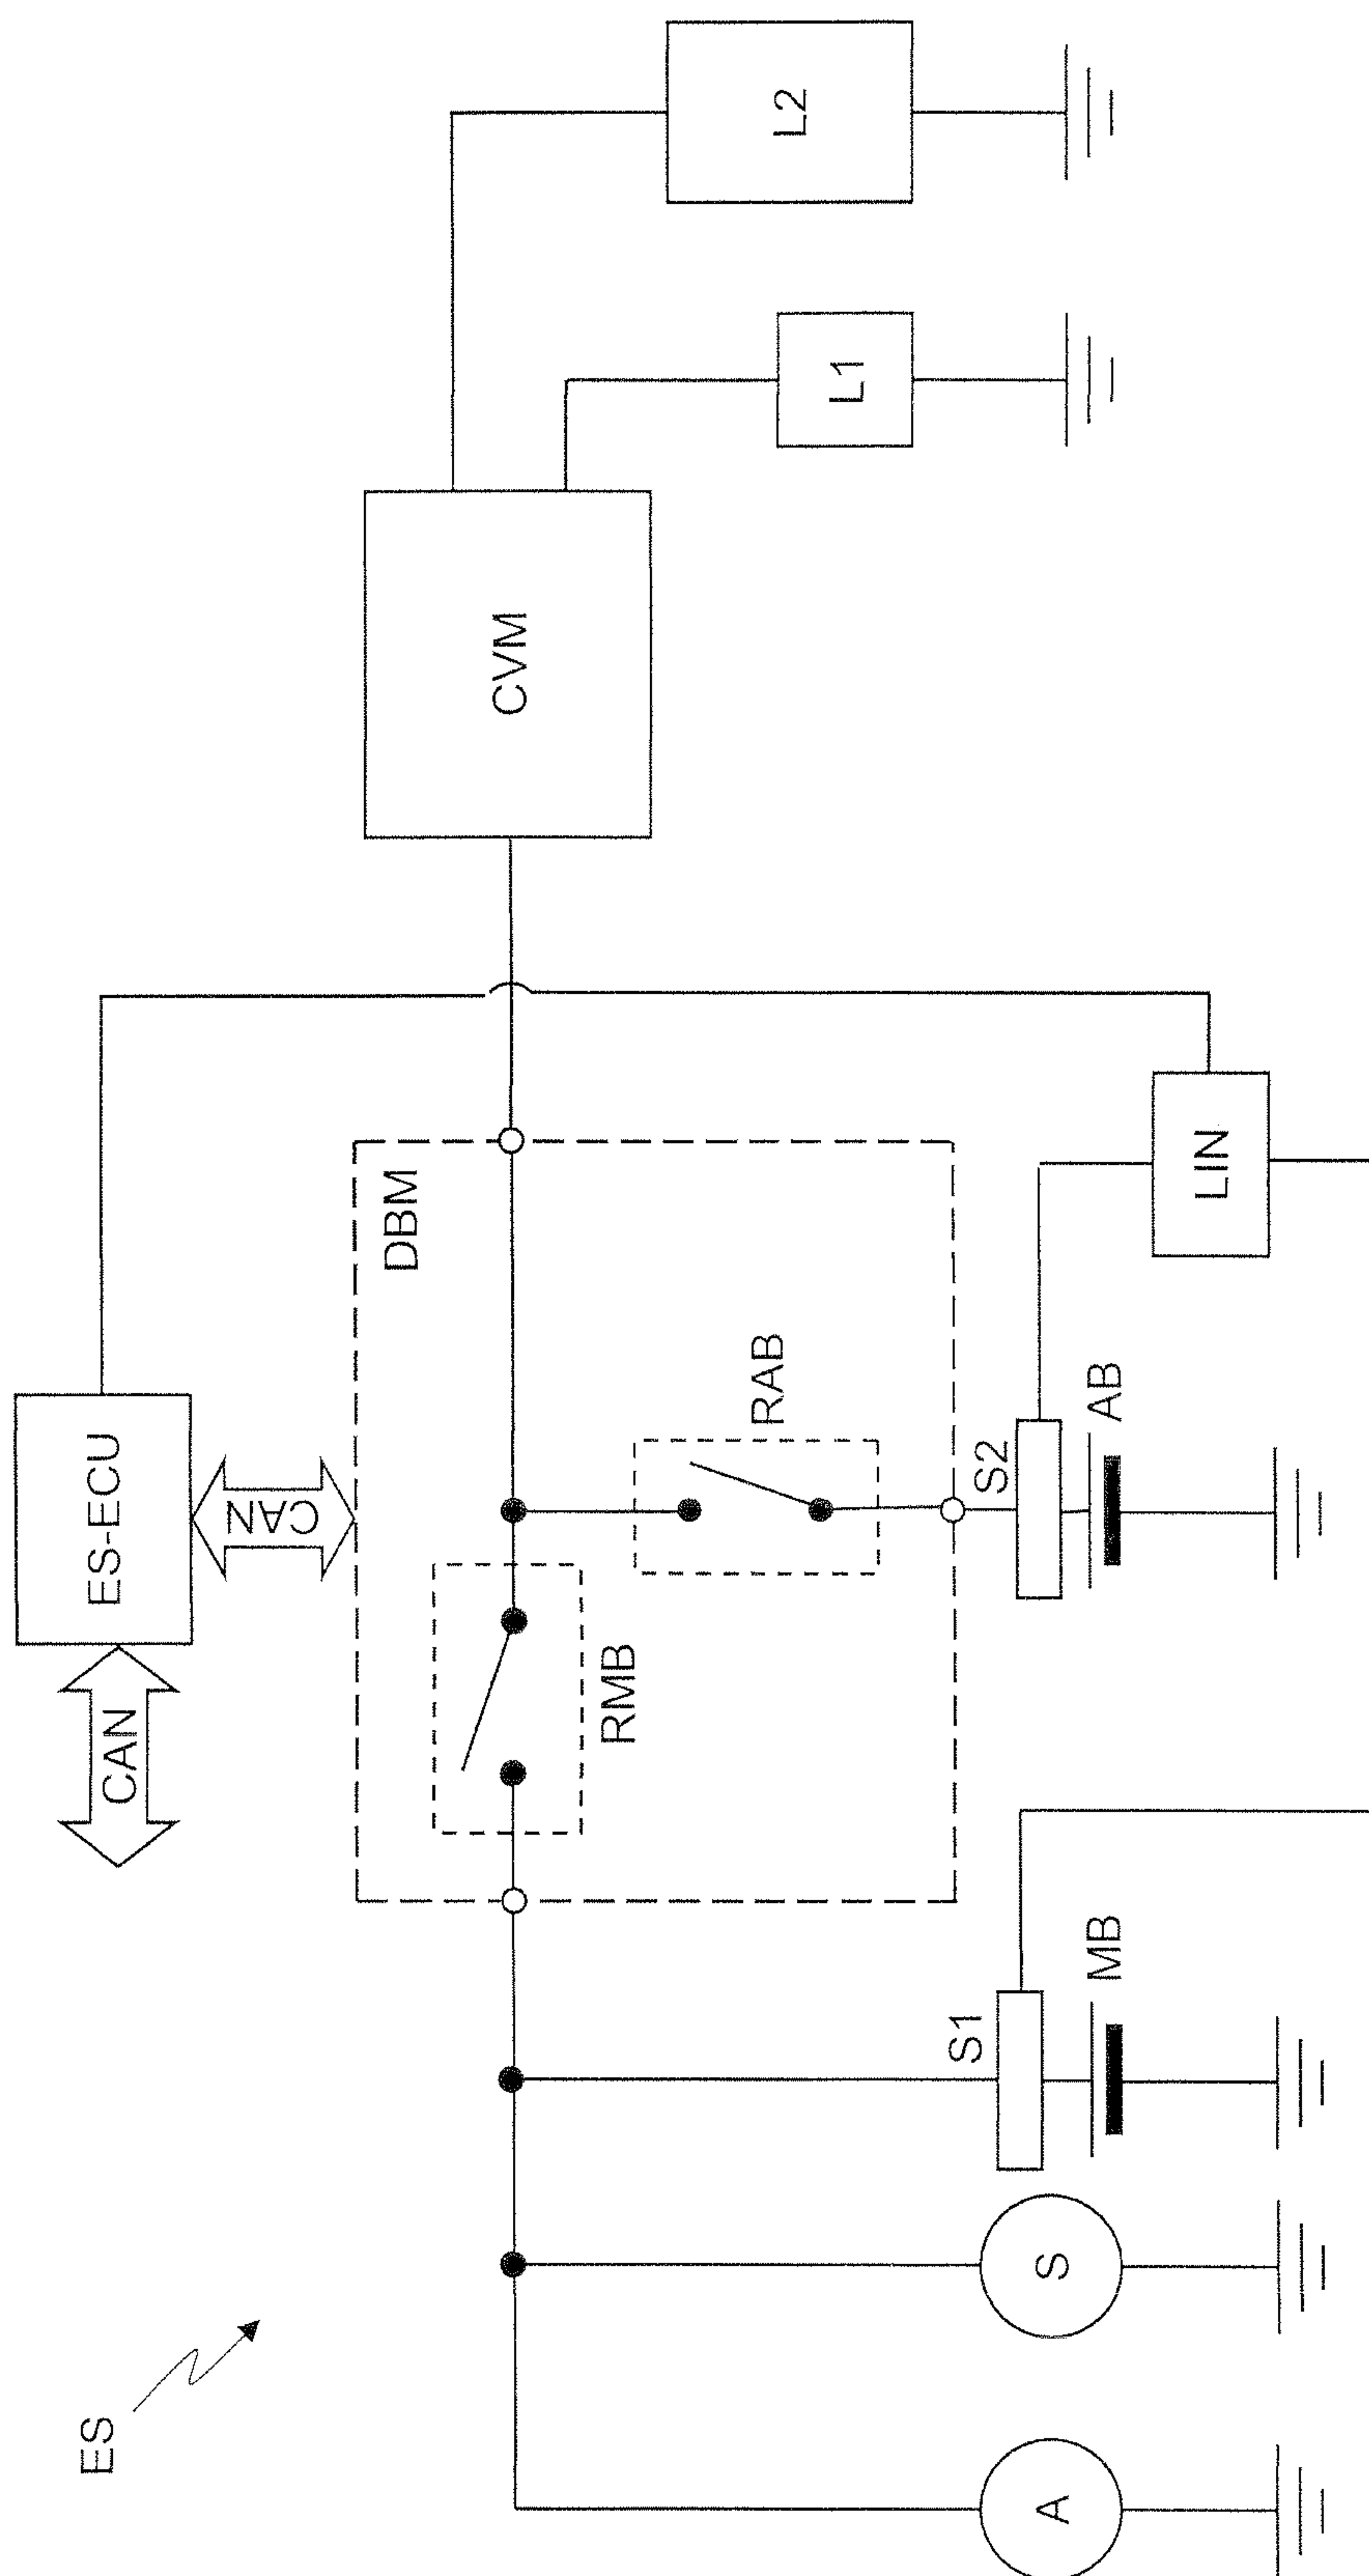 L2
L1
CVM
DBM
LIN
ES-ECU
CAN
RAB
S2
AB
RMB
CAN
S1
MB
S
ES
A